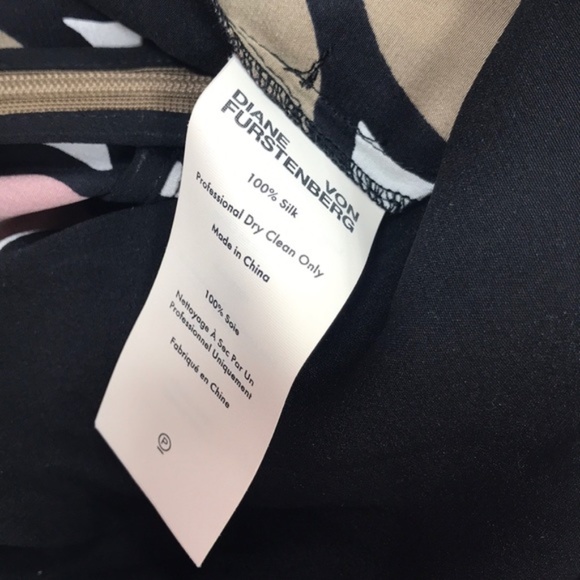 DIANE VON
FURSTENBERG
100% Silk
Professional Dry Clean Only
Made in China
100% Soie
Nettoyage À Sec Par Un
Professionnel Uniquement
Fabriqué en Chine
P